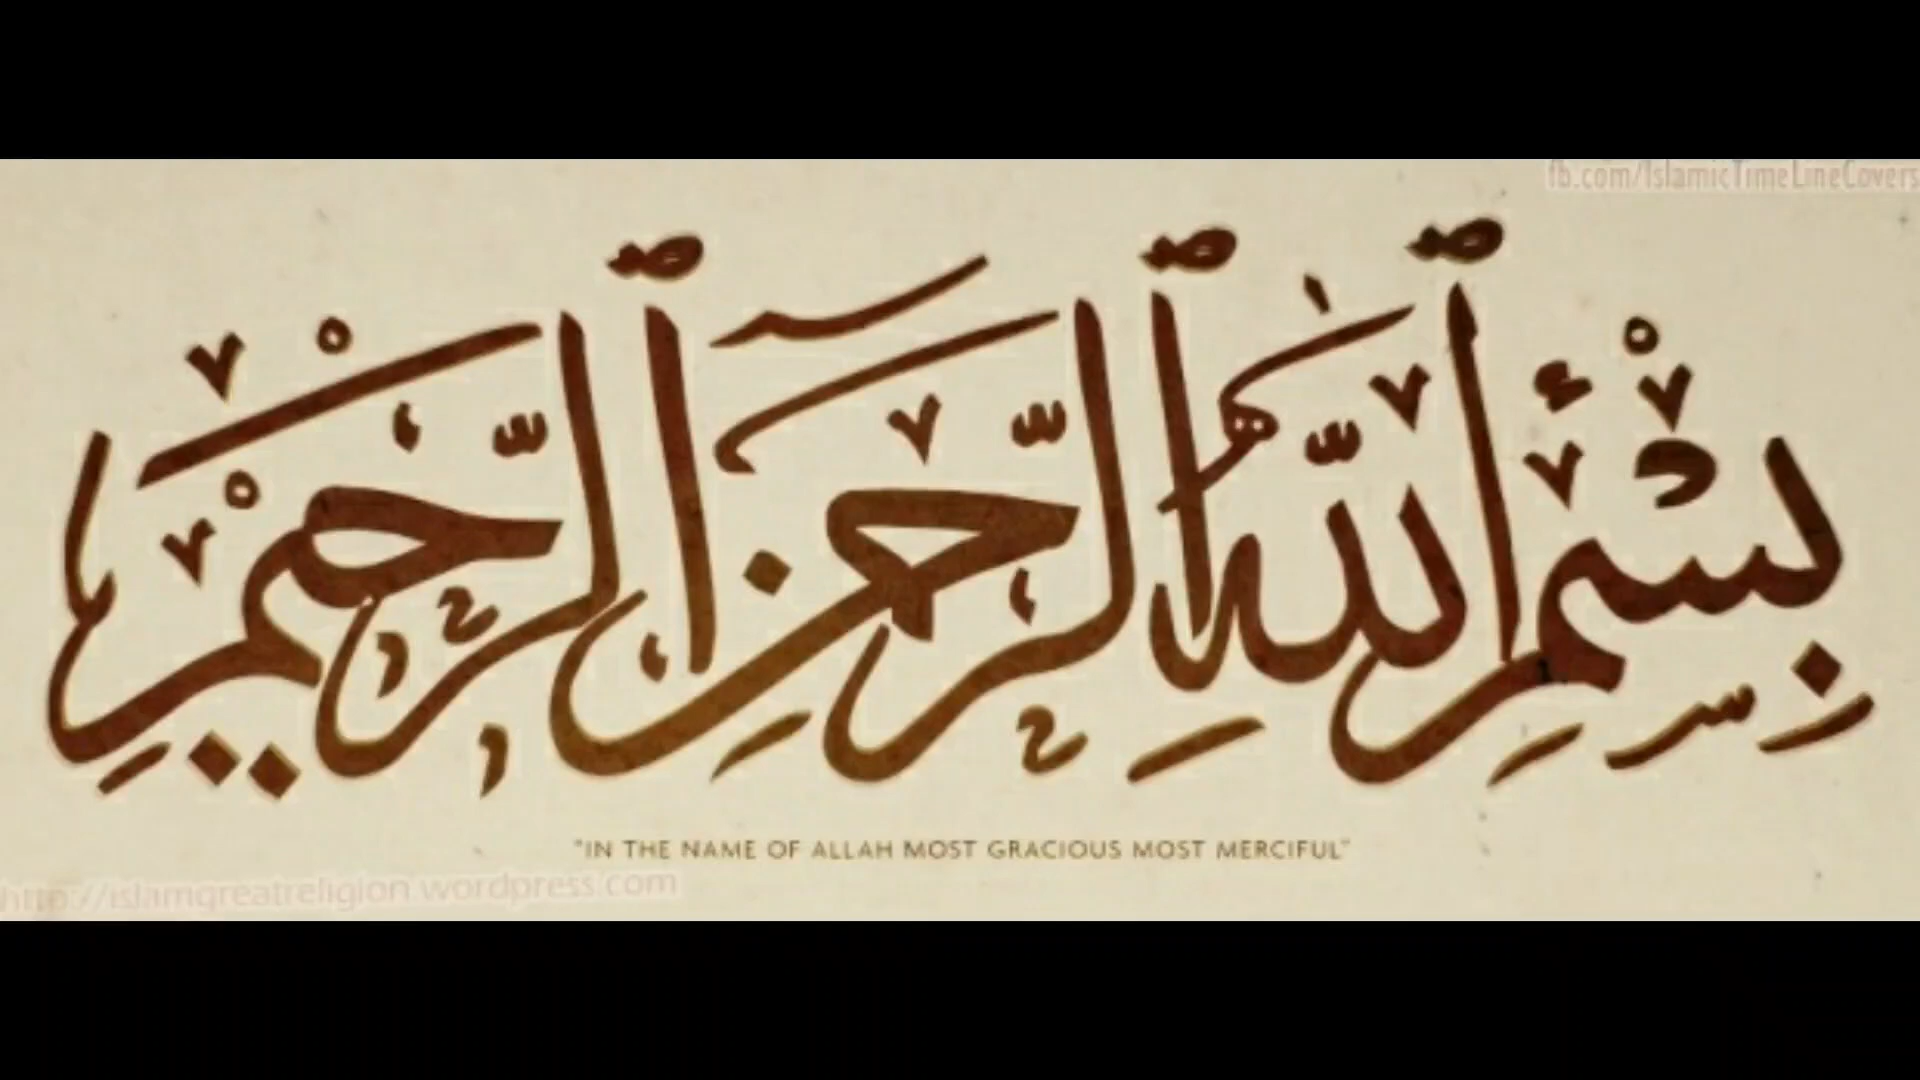 fb.com/IslamicTimeLineCovers
بِسْمِ ٱللَّهِ ٱلرَّحْمَٰنِ ٱلرَّحِيمِ
"IN THE NAME OF ALLAH MOST GRACIOUS MOST MERCIFUL"
http://islamgreatreligion.wordpress.com